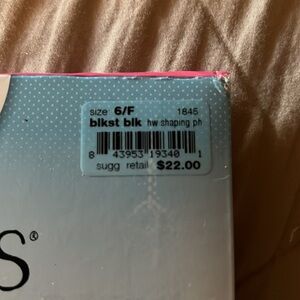 size: 6/F 1845
blkst blk hw shaping ph
8 43953 19340 1
sugg retail $22.00
S®